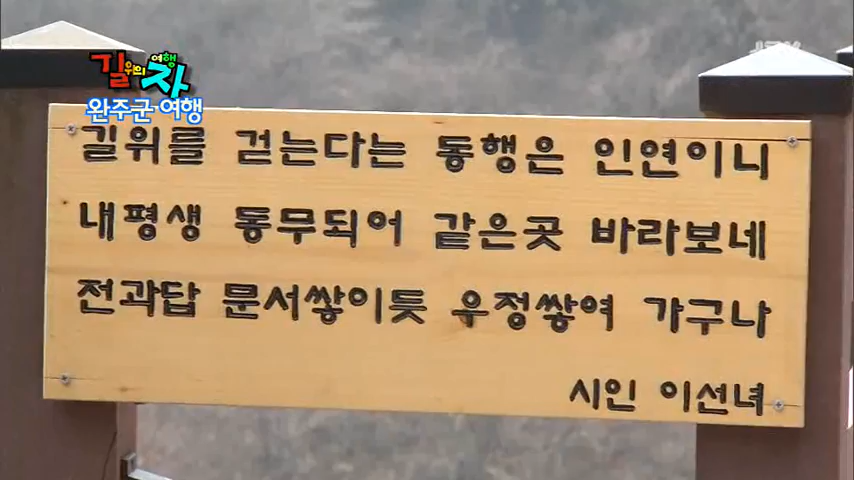 길위의 여행자
완주군 여행
길위를 걷는다는 동행은 인연이니
내평생 동무되어 같은곳 바라보네
전과답 문서쌓이듯 우정쌓여 가구나
시인 이선녀